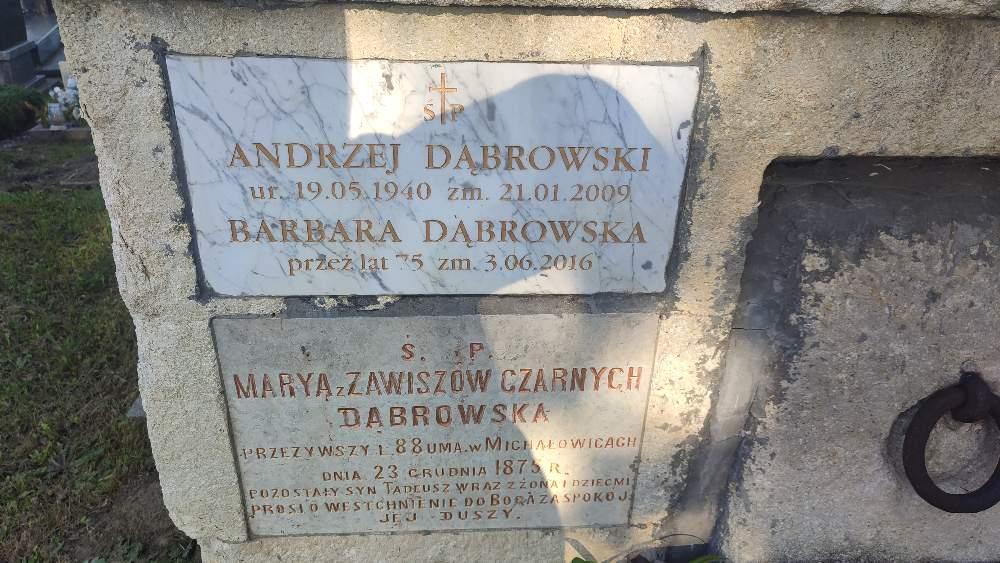 Ś P
ANDRZEJ DĄBROWSKI
ur. 19.05.1940 zm. 21.01.2009
BARBARA DĄBROWSKA
przeż lat 75 zm. 3.06.2016
Ś. P.
MARYĄ z ZAWISZÓW CZARNYCH
DĄBROWSKA
PRZEŻYWSZY L. 88 UMA. W MICHAŁOWICACH
DNIA 23 GRUDNIA 1875 R.
POZOSTAŁY SYN TADEUSZ WRAZ Z ŻONĄ I DZIEĆMI
PROSI O WESTCHNIENIE DO BOGA ZA SPOKÓJ
JEJ DUSZY.